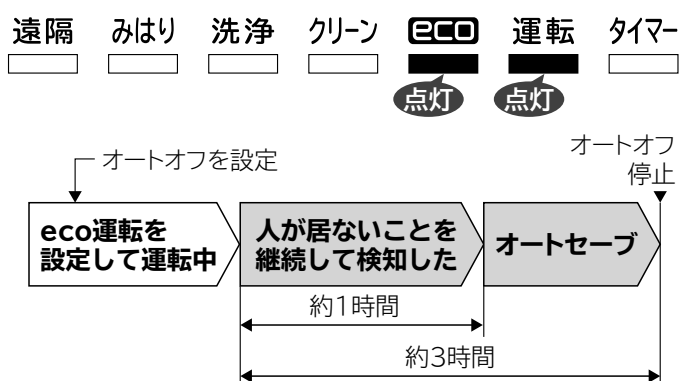 遠隔 みはり 洗浄 クリーン eco 運転 タイマー
点灯 点灯
オートオフを設定
オートオフ
停止
eco運転を
設定して運転中
人が居ないことを
継続して検知した
オートセーブ
約1時間
約3時間